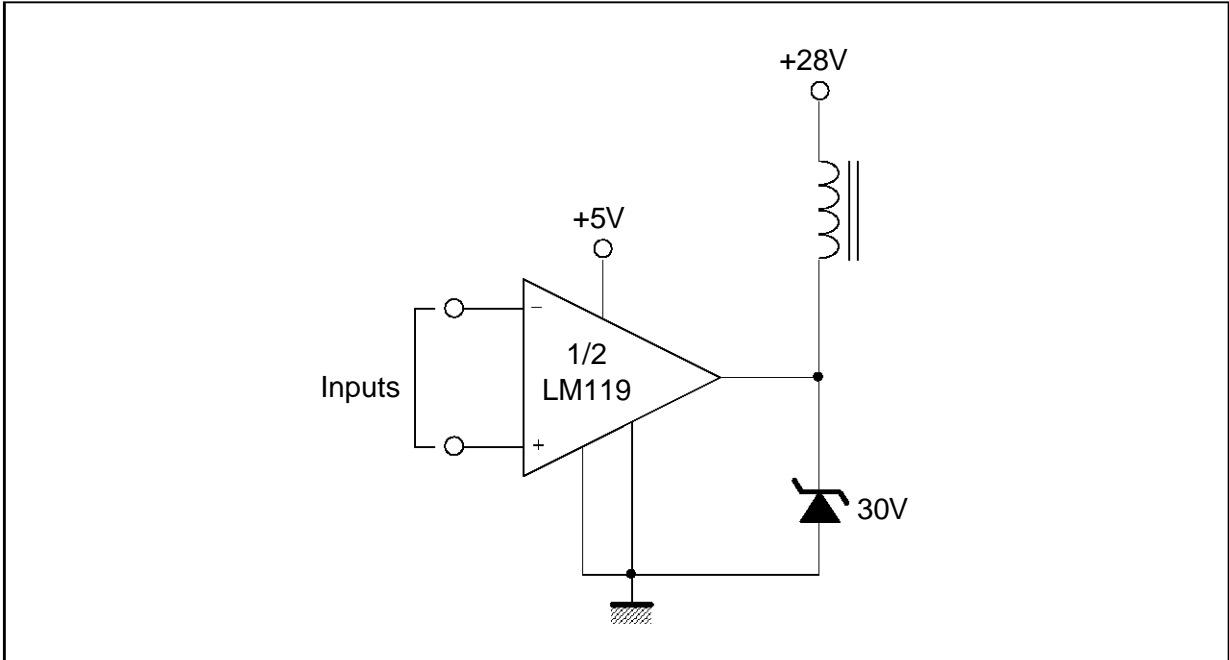 +28V
+5V
−
1/2
LM119
Inputs
+
30V